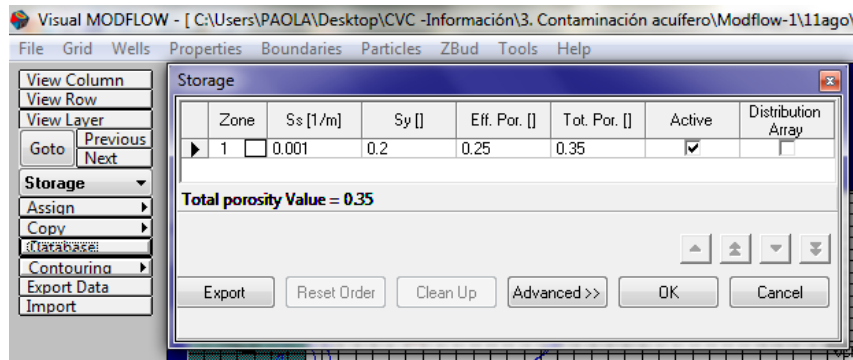 Visual MODFLOW - [ C:\Users\PAOLA\Desktop\CVC -Información\3. Contaminación acuífero\Modflow-1\11ago\
File Grid Wells Properties Boundaries Particles ZBud Tools Help
View Column
View Row
View Layer
Goto Previous
Next
Storage
Assign
Copy
Database
Contouring
Export Data
Import
Storage
Zone Ss [1/m] Sy [] Eff. Por. [] Tot. Por. [] Active Distribution Array
1 0.001 0.2 0.25 0.35
Total porosity Value = 0.35
Export Reset Order Clean Up Advanced >> OK Cancel